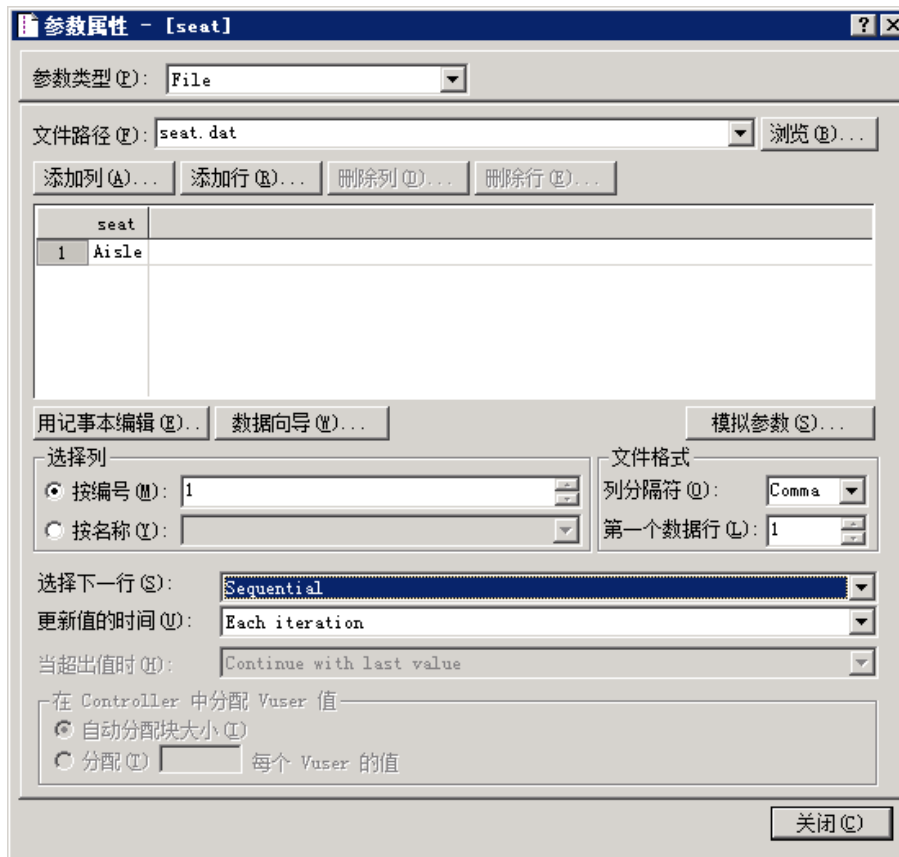 参数属性 - [seat]
参数类型(P): File
文件路径(F): seat.dat 浏览(B)...
添加列(A)... 添加行(R)... 删除列(D)... 删除行(E)...
seat
1 Aisle
用记事本编辑(E).. 数据向导(W)... 模拟参数(S)...
选择列 文件格式
按编号(M): 1 列分隔符(O): Comma
按名称(Y): 第一个数据行(L): 1
选择下一行(S): Sequential
更新值的时间(U): Each iteration
当超出值时(H): Continue with last value
在 Controller 中分配 Vuser 值
自动分配块大小(I)
分配(T) 每个 Vuser 的值
关闭(C)